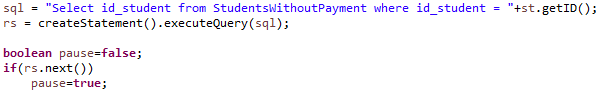 sql = "Select id_student from StudentsWithoutPayment where id_student = "+st.getID();
rs = createStatement().executeQuery(sql);
boolean pause=false;
if(rs.next())
    pause=true;